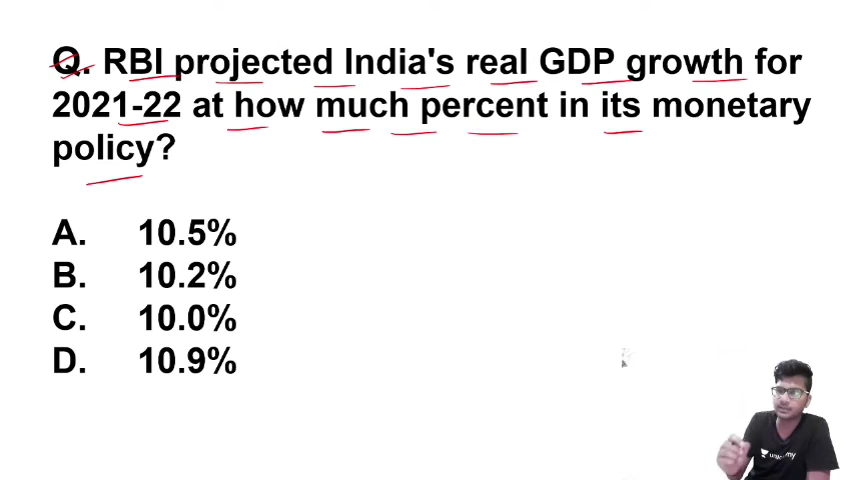 Q. RBI projected India's real GDP growth for
2021-22 at how much percent in its monetary
policy?
A. 10.5%
B. 10.2%
C. 10.0%
D. 10.9%